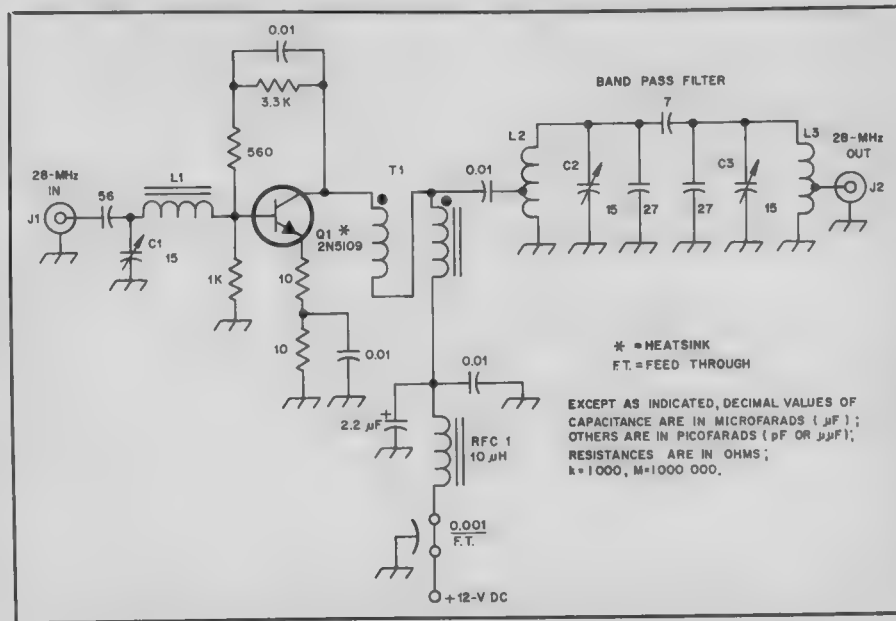 0.01
3.3K
BAND PASS FILTER
7
L2
L3
28-MHz
OUT
28-MHz
IN
J1
56
L1
560
T1
0.01
C2
C3
J2
C1
15
Q1 *
2N5109
15
27
27
15
1K
10
10
0.01
* = HEATSINK
F.T. = FEED THROUGH
0.01
+
2.2 µF
RFC 1
10 µH
EXCEPT AS INDICATED, DECIMAL VALUES OF
CAPACITANCE ARE IN MICROFARADS ( µF ) ;
OTHERS ARE IN PICOFARADS ( pF OR µµF);
RESISTANCES ARE IN OHMS ;
k=1000, M=1000 000.
0.001
F.T.
+12-V DC